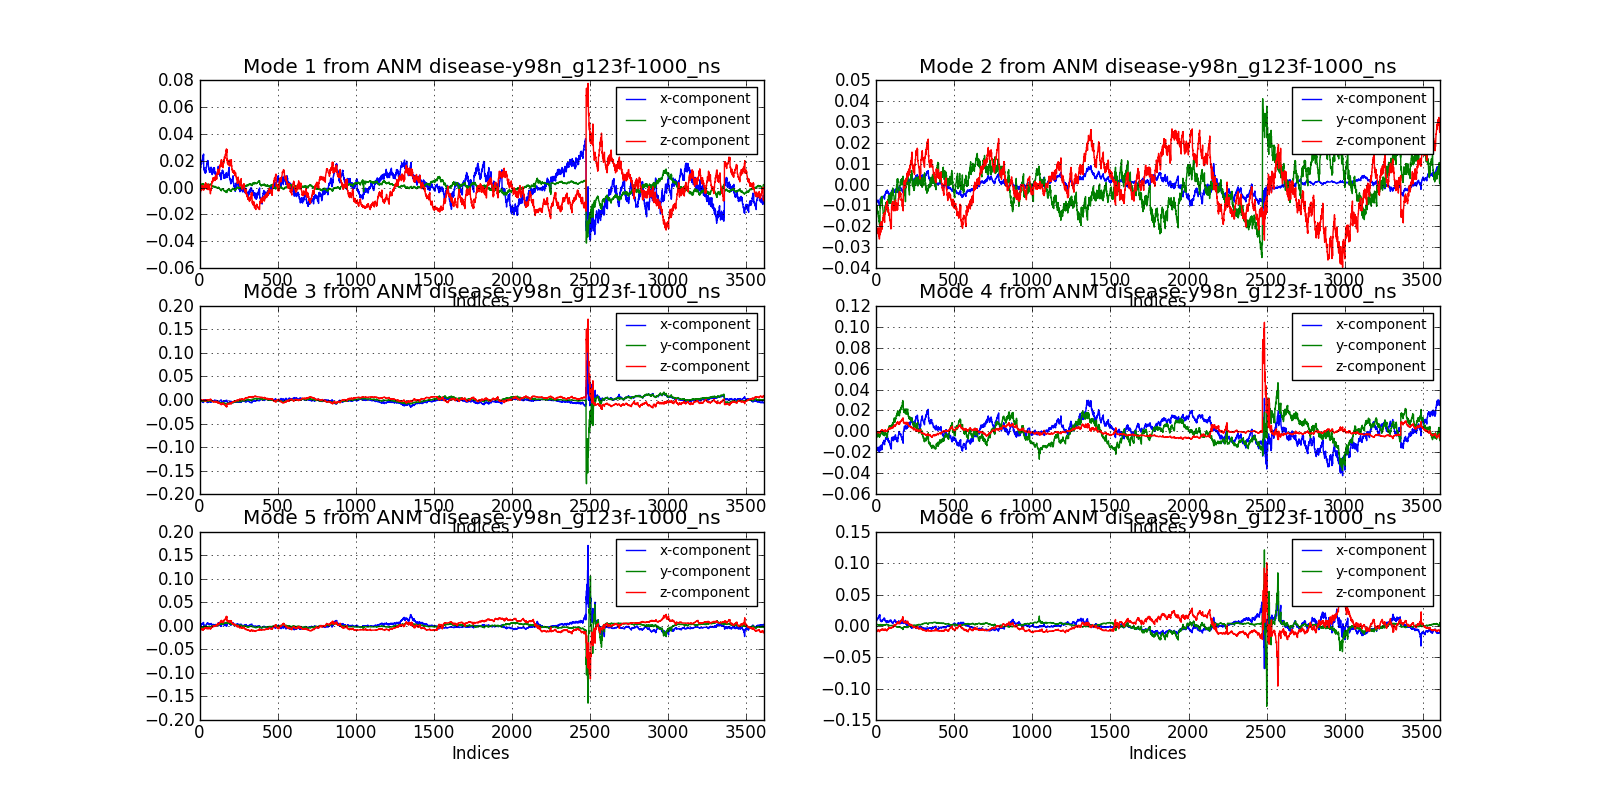 Mode 1 from ANM disease-y98n_g123f-1000_ns
0.08
0.06
0.04
0.02
0.00
−0.02
−0.04
−0.06
x-component
y-component
z-component
0 500 1000 1500 2000 2500 3000 3500
Indices
Mode 2 from ANM disease-y98n_g123f-1000_ns
0.05
0.04
0.03
0.02
0.01
0.00
−0.01
−0.02
−0.03
−0.04
x-component
y-component
z-component
0 500 1000 1500 2000 2500 3000 3500
Indices
Mode 3 from ANM disease-y98n_g123f-1000_ns
0.20
0.15
0.10
0.05
0.00
−0.05
−0.10
−0.15
−0.20
x-component
y-component
z-component
0 500 1000 1500 2000 2500 3000 3500
Indices
Mode 4 from ANM disease-y98n_g123f-1000_ns
0.12
0.10
0.08
0.06
0.04
0.02
0.00
−0.02
−0.04
−0.06
x-component
y-component
z-component
0 500 1000 1500 2000 2500 3000 3500
Indices
Mode 5 from ANM disease-y98n_g123f-1000_ns
0.20
0.15
0.10
0.05
0.00
−0.05
−0.10
−0.15
−0.20
x-component
y-component
z-component
0 500 1000 1500 2000 2500 3000 3500
Indices
Mode 6 from ANM disease-y98n_g123f-1000_ns
0.15
0.10
0.05
0.00
−0.05
−0.10
−0.15
x-component
y-component
z-component
0 500 1000 1500 2000 2500 3000 3500
Indices